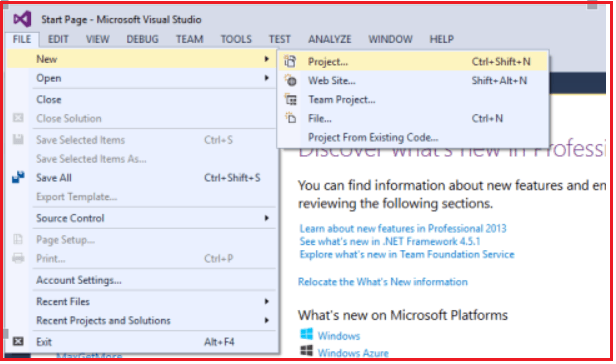 Start Page - Microsoft Visual Studio
FILE EDIT VIEW DEBUG TEAM TOOLS TEST ANALYZE WINDOW HELP
New
Open
Close
Close Solution
Save Selected Items Ctrl+S
Save Selected Items As...
Save All Ctrl+Shift+S
Export Template...
Source Control
Page Setup...
Print... Ctrl+P
Account Settings...
Recent Files
Recent Projects and Solutions
Exit Alt+F4
Project... Ctrl+Shift+N
Web Site... Shift+Alt+N
Team Project...
File... Ctrl+N
Project From Existing Code...
Discover what's new in Professi
You can find information about new features and en
reviewing the following sections.
Learn about new features in Professional 2013
See what's new in .NET Framework 4.5.1
Explore what's new in Team Foundation Service
Relocate the What's New information
What's new on Microsoft Platforms
Windows
Windows Azure